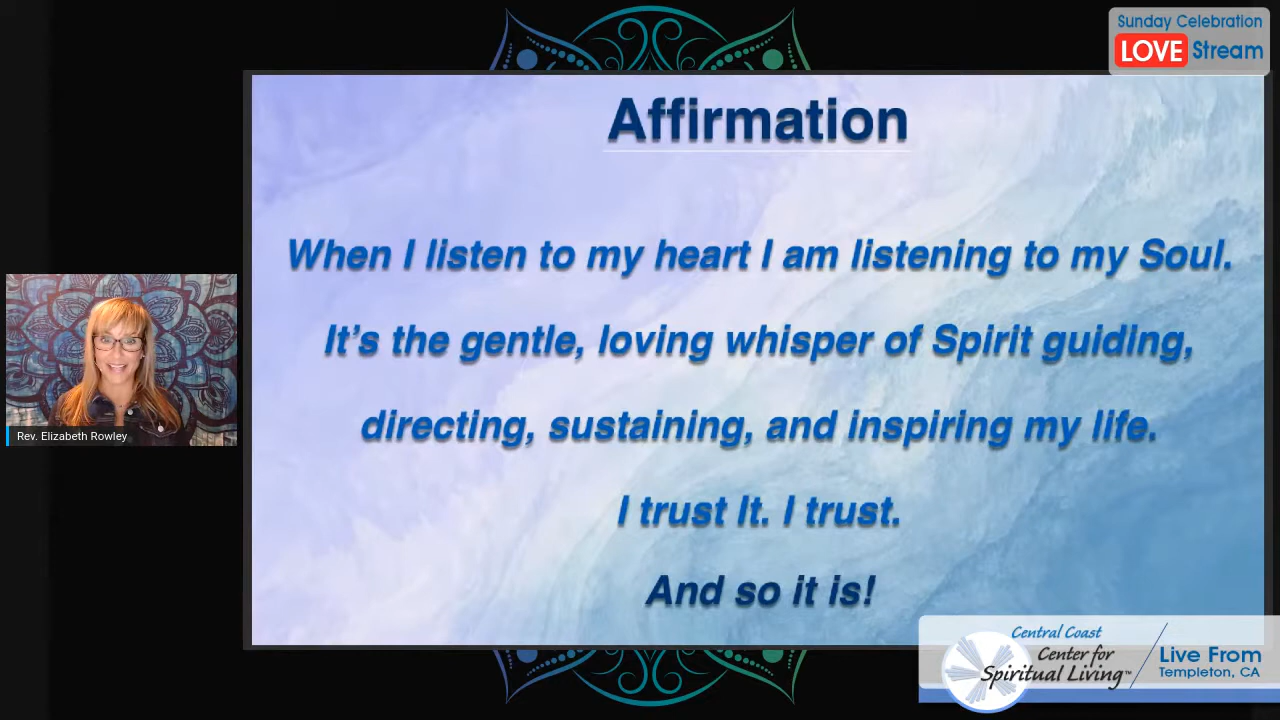 Sunday Celebration
LOVE Stream
Affirmation
When I listen to my heart I am listening to my Soul.
It's the gentle, loving whisper of Spirit guiding,
directing, sustaining, and inspiring my life.
I trust It. I trust.
And so it is!
Rev. Elizabeth Rowley
Central Coast
Center for
Spiritual Living™
Live From
Templeton, CA